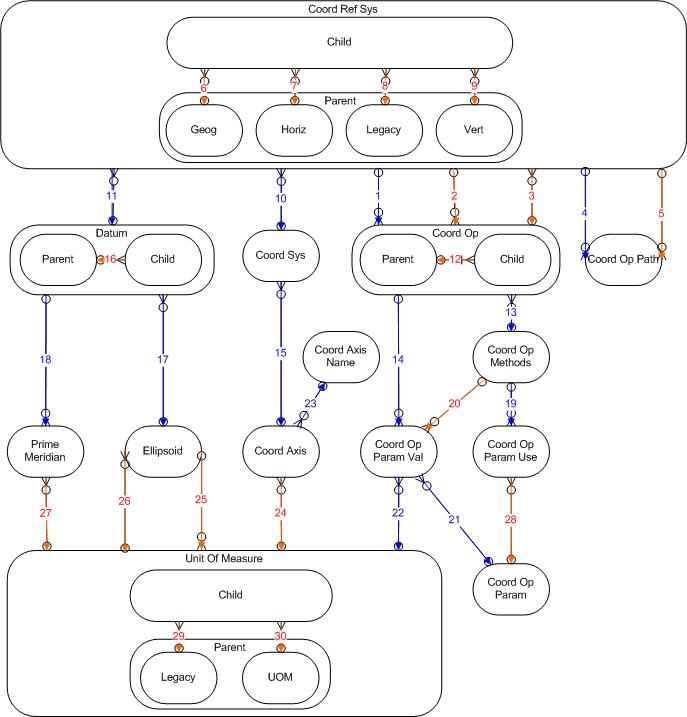 Coord Ref Sys
Child
6
7
8
9
Parent
Geog
Horiz
Legacy
Vert
11
10
1
2
3
4
5
Datum
Parent
16
Child
Coord Sys
Coord Op
Parent
12
Child
Coord Op Path
18
17
15
Coord Axis
Name
23
14
13
Coord Op
Methods
20
19
Prime
Meridian
Ellipsoid
Coord Axis
Coord Op
Param Val
Coord Op
Param Use
27
26
25
24
22
21
28
Unit Of Measure
Child
29
30
Parent
Legacy
UOM
Coord Op
Param